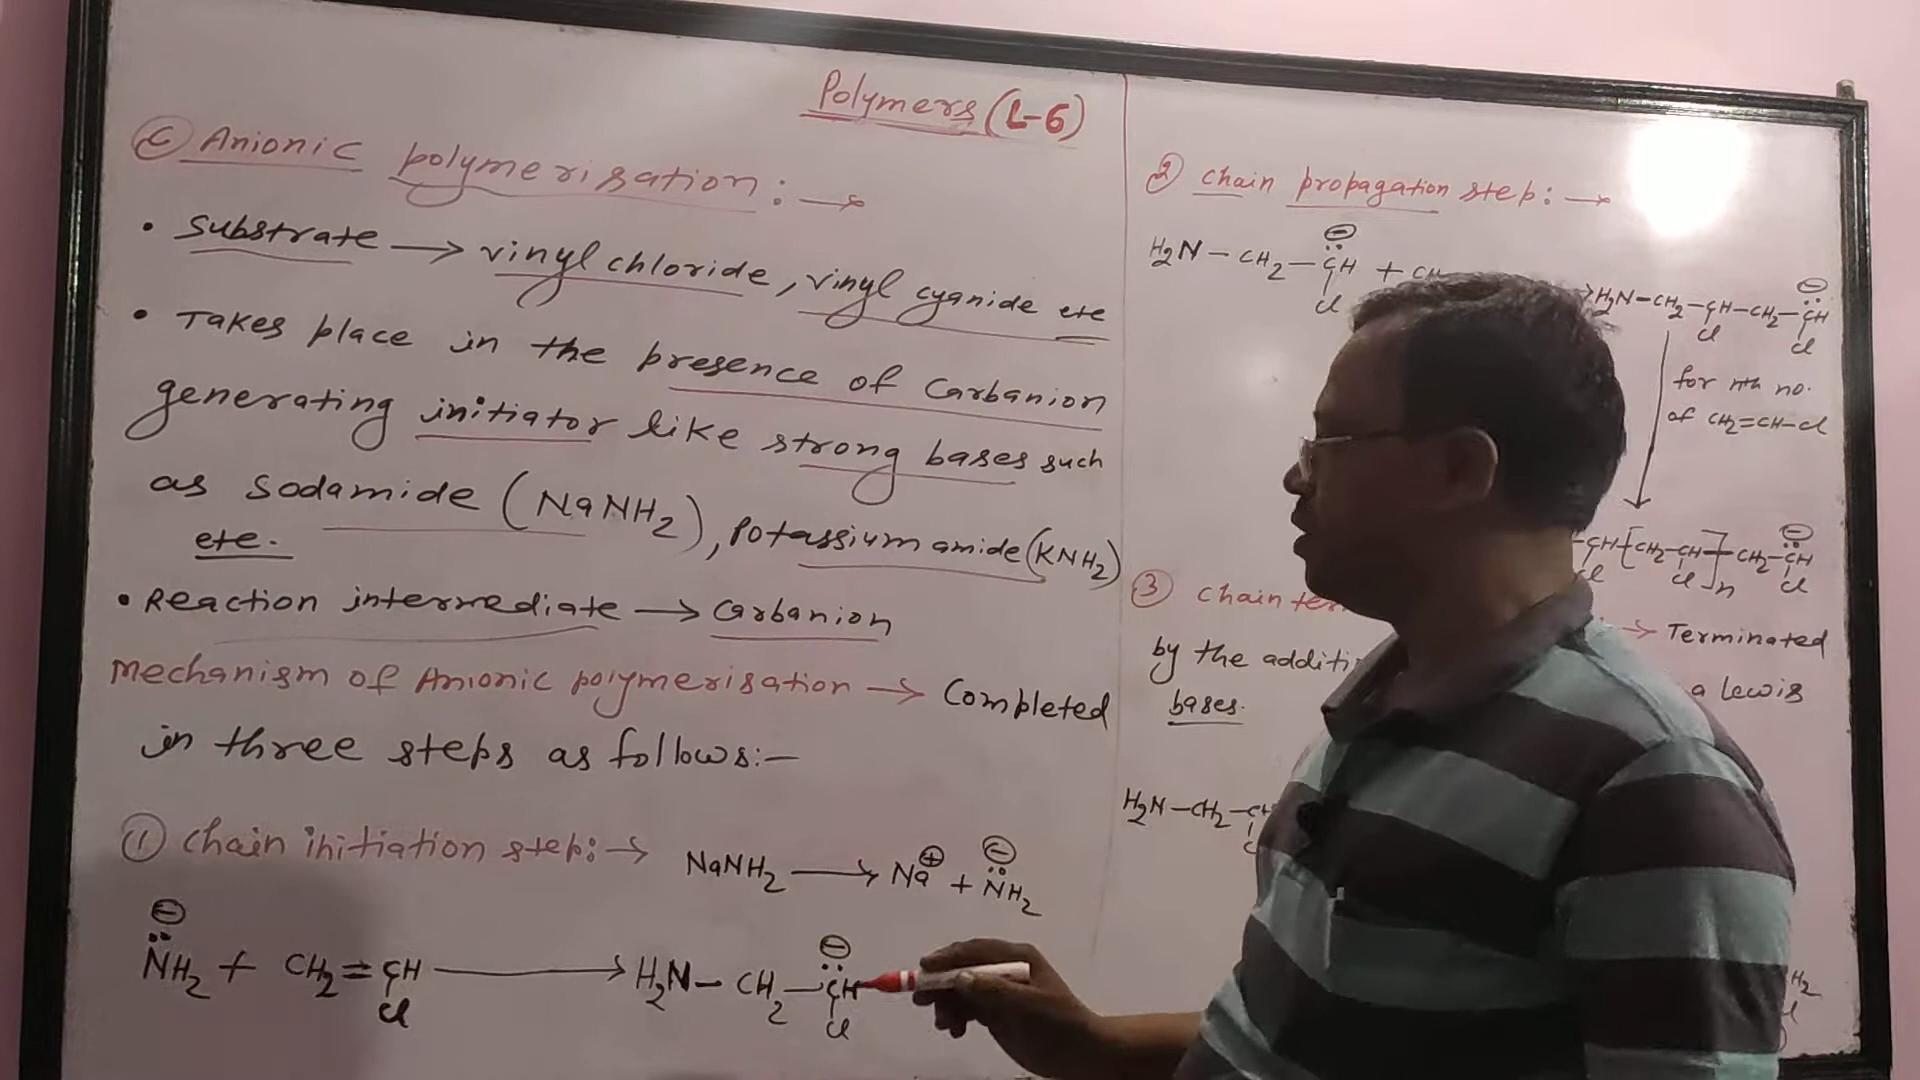 Polymers (L-6)
Ⓒ Anionic polymerisation :→
• Substrate → vinyl chloride, vinyl cyanide etc
• Takes place in the presence of Carbanion
generating initiator like strong bases such
as Sodamide (NaNH2), Potassium amide (KNH2)
etc.
• Reaction intermediate → Carbanion
Mechanism of Anionic polymerisation → Completed
in three steps as follows:-
① Chain initiation step:→ NaNH2 → Na⊕ + N̈H2 ⊖
⊖ N̈H2 + CH2=CH Cl → H2N-CH2-C̈H ⊖ Cl
② Chain propagation step:→
H2N-CH2-C̈H ⊖ Cl +
→ H2N-CH2-CH-CH2-C̈H ⊖ Cl Cl
for nth no.
of CH2=CH-Cl
CH-[CH2-CH]n-CH2-C̈H ⊖ Cl Cl Cl
③ Chain → Terminated
by the a Lewis
bases.
H2N-CH2-